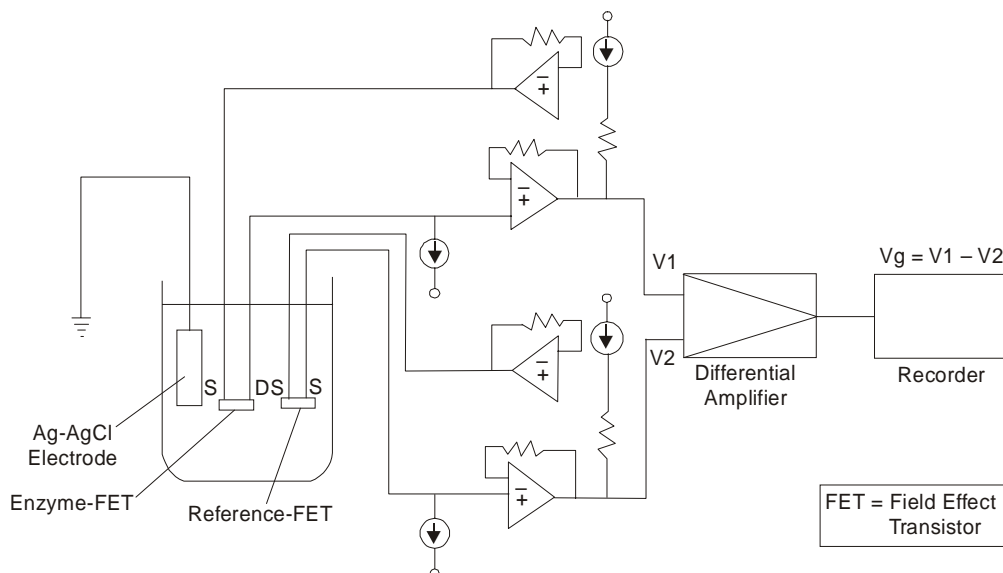 −
+
−
+
V1
Vg = V1 – V2
S
DS
S
−
+
V2
Differential
Amplifier
Recorder
Ag-AgCl
Electrode
Enzyme-FET
Reference-FET
−
+
FET = Field Effect
Transistor